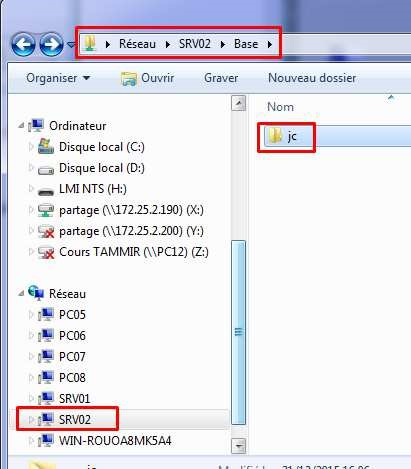 Réseau SRV02 Base
Organiser Ouvrir Graver Nouveau dossier
Nom
jc
Ordinateur
Disque local (C:)
Disque local (D:)
LMI NTS (H:)
partage (\\172.25.2.190) (X:)
partage (\\172.25.2.200) (Y:)
Cours TAMMIR (\\PC12) (Z:)
Réseau
PC05
PC06
PC07
PC08
SRV01
SRV02
WIN-ROUOA8MK5A4